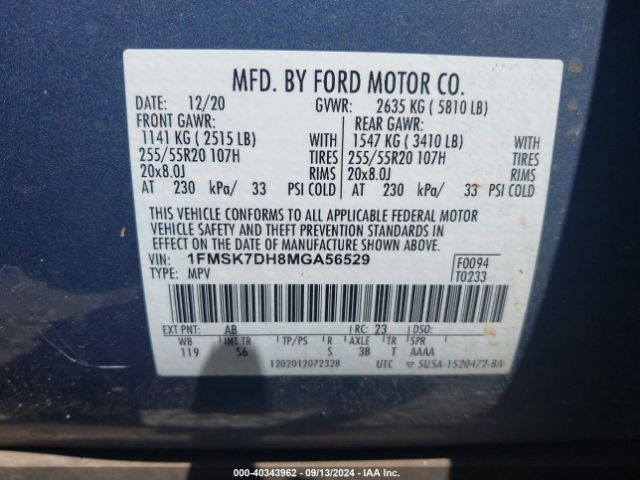 MFD. BY FORD MOTOR CO.
DATE: 12/20 GVWR: 2635 KG ( 5810 LB)
FRONT GAWR: REAR GAWR:
1141 KG ( 2515 LB) WITH 1547 KG ( 3410 LB) WITH
255/55R20 107H TIRES 255/55R20 107H TIRES
20x8.0J RIMS 20x8.0J RIMS
AT 230 kPa/ 33 PSI COLD AT 230 kPa/ 33 PSI COLD
THIS VEHICLE CONFORMS TO ALL APPLICABLE FEDERAL MOTOR
VEHICLE SAFETY AND THEFT PREVENTION STANDARDS IN
EFFECT ON THE DATE OF MANUFACTURE SHOWN ABOVE.
VIN: 1FMSK7DH8MGA56529 F0094
TYPE: MPV T0233
EXT PNT: AB RC: 23 DSO:
WB INT TR TP/PS R AXLE TR SPR
119 S6 S 3B T AAAA
1202012072328 UTC ▽ 5U5A-1520472-BA
000-40343962 - 09/13/2024 - IAA Inc.